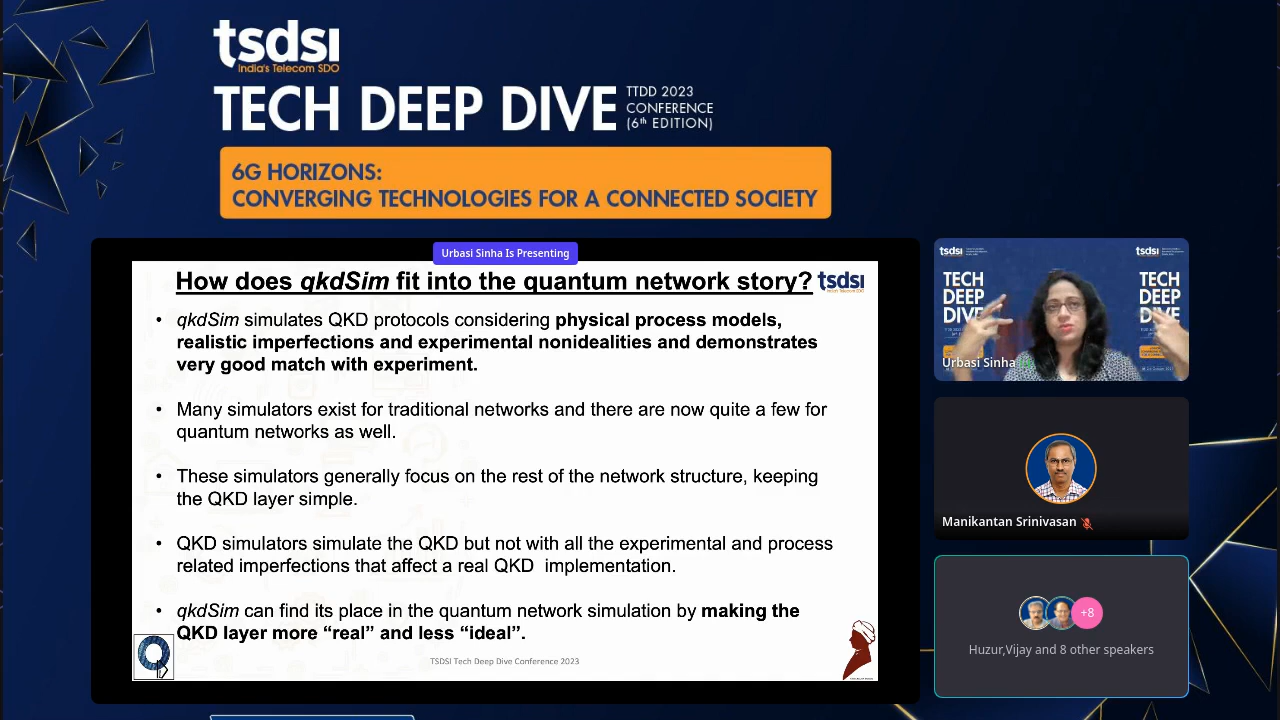 tsdsi
India's Telecom SDO
TECH DEEP DIVE
TTDD 2023
CONFERENCE
(6th EDITION)
6G HORIZONS:
CONVERGING TECHNOLOGIES FOR A CONNECTED SOCIETY
Urbasi Sinha Is Presenting
How does qkdSim fit into the quantum network story?
tsdsi
• qkdSim simulates QKD protocols considering physical process models,
realistic imperfections and experimental nonidealities and demonstrates
very good match with experiment.
• Many simulators exist for traditional networks and there are now quite a few for
quantum networks as well.
• These simulators generally focus on the rest of the network structure, keeping
the QKD layer simple.
• QKD simulators simulate the QKD but not with all the experimental and process
related imperfections that affect a real QKD implementation.
• qkdSim can find its place in the quantum network simulation by making the
QKD layer more “real” and less “ideal”.
TSDSI Tech Deep Dive Conference 2023
tsdsi
tsdsi
TECH
DEEP
DIVE
TECH
DEEP
DIVE
Urbasi Sinha
Manikantan Srinivasan
+8
Huzur,Vijay and 8 other speakers